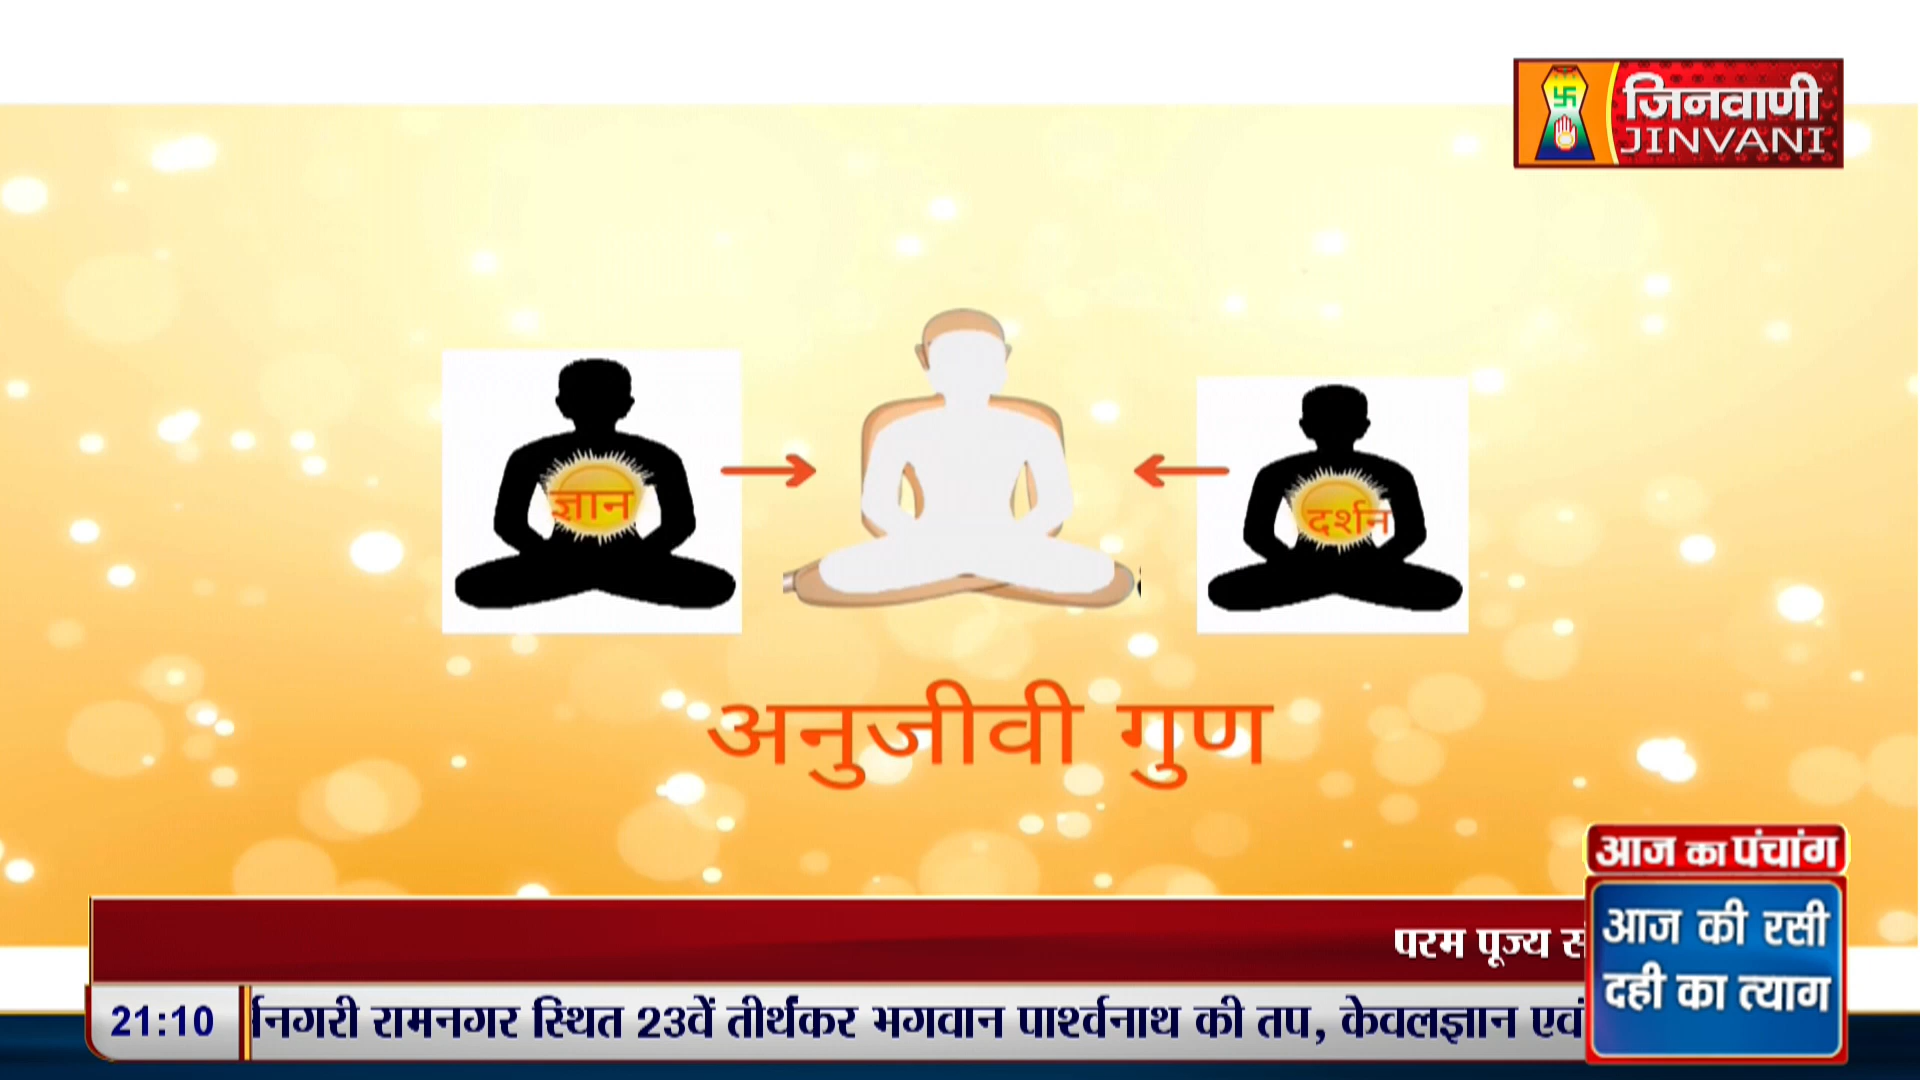 जिनवाणी
JINVANI
ज्ञान
दर्शन
अनुजीवी गुण
आज का पंचांग
आज की रसी
दही का त्याग
परम पूज्य
21:10
रामनगर स्थित 23वें तीर्थंकर भगवान पार्श्वनाथ की तप, केवलज्ञान एवं